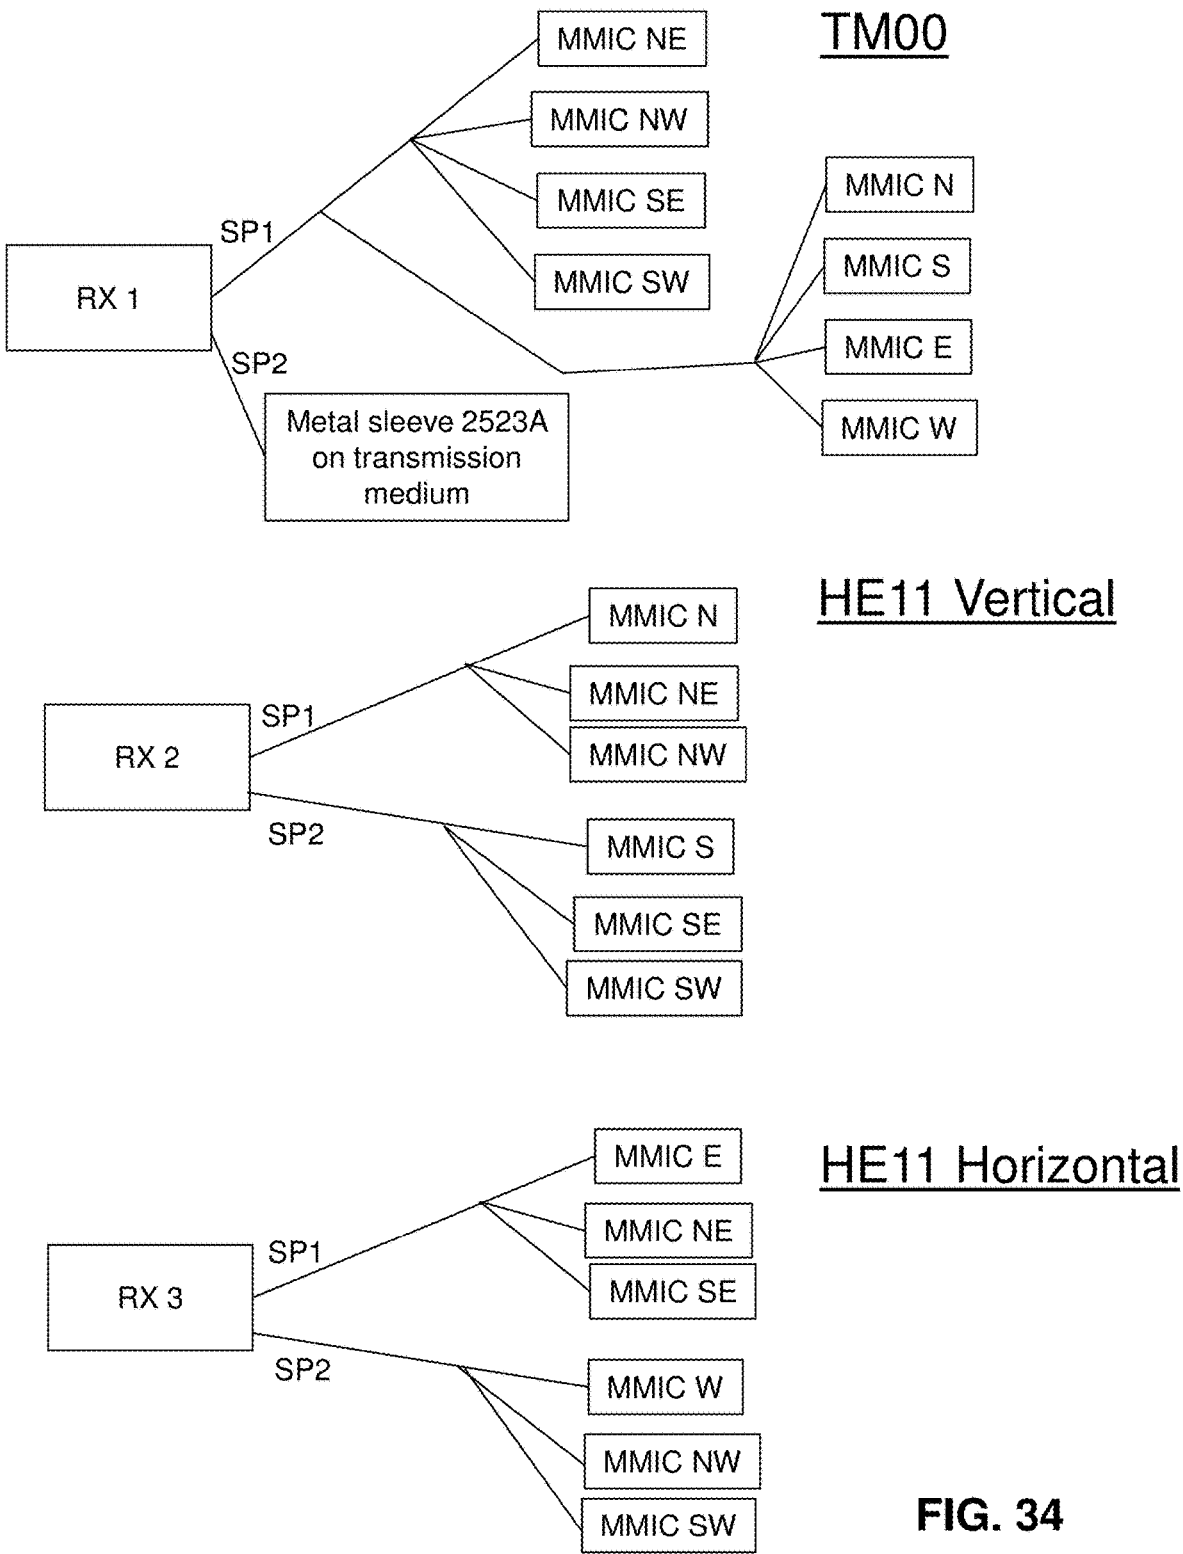 TM00
MMIC NE
MMIC NW
MMIC SE
MMIC SW
MMIC N
MMIC S
MMIC E
MMIC W
SP1
RX 1
SP2
Metal sleeve 2523A
on transmission
medium
HE11 Vertical
MMIC N
MMIC NE
MMIC NW
SP1
RX 2
SP2
MMIC S
MMIC SE
MMIC SW
HE11 Horizontal
MMIC E
MMIC NE
MMIC SE
SP1
RX 3
SP2
MMIC W
MMIC NW
MMIC SW
FIG. 34